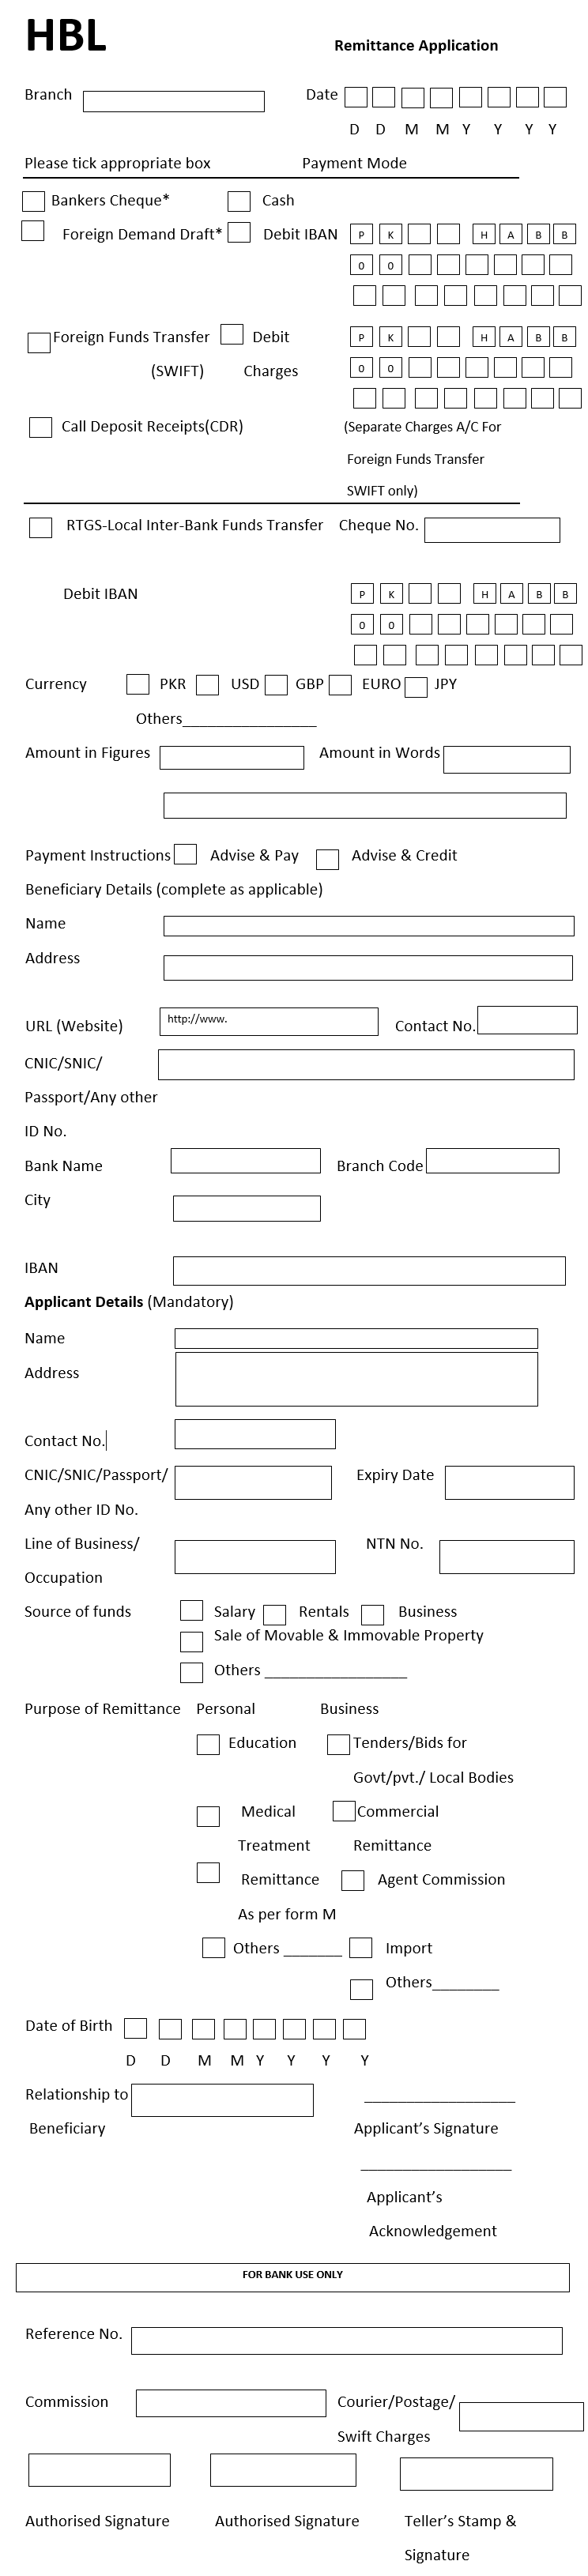 HBL
Remittance Application
Branch Date
D D M M Y Y Y Y
Please tick appropriate box Payment Mode
Bankers Cheque* Cash
Foreign Demand Draft* Debit IBAN P K H A B B
0 0
Foreign Funds Transfer Debit P K H A B B
(SWIFT) Charges 0 0
Call Deposit Receipts(CDR) (Separate Charges A/C For
Foreign Funds Transfer
SWIFT only)
RTGS-Local Inter-Bank Funds Transfer Cheque No.
Debit IBAN P K H A B B
0 0
Currency PKR USD GBP EURO JPY
Others_________________
Amount in Figures Amount in Words
Payment Instructions Advise & Pay Advise & Credit
Beneficiary Details (complete as applicable)
Name
Address
URL (Website) http://www. Contact No.
CNIC/SNIC/
Passport/Any other
ID No.
Bank Name Branch Code
City
IBAN
Applicant Details (Mandatory)
Name
Address
Contact No.
CNIC/SNIC/Passport/ Expiry Date
Any other ID No.
Line of Business/ NTN No.
Occupation
Source of funds Salary Rentals Business
Sale of Movable & Immovable Property
Others _________________
Purpose of Remittance Personal Business
Education Tenders/Bids for
Govt/pvt./ Local Bodies
Medical Commercial
Treatment Remittance
Remittance Agent Commission
As per form M
Others _______ Import
Others________
Date of Birth
D D M M Y Y Y Y
Relationship to __________________
Beneficiary Applicant's Signature
__________________
Applicant's
Acknowledgement
FOR BANK USE ONLY
Reference No.
Commission Courier/Postage/
Swift Charges
Authorised Signature Authorised Signature Teller's Stamp &
Signature